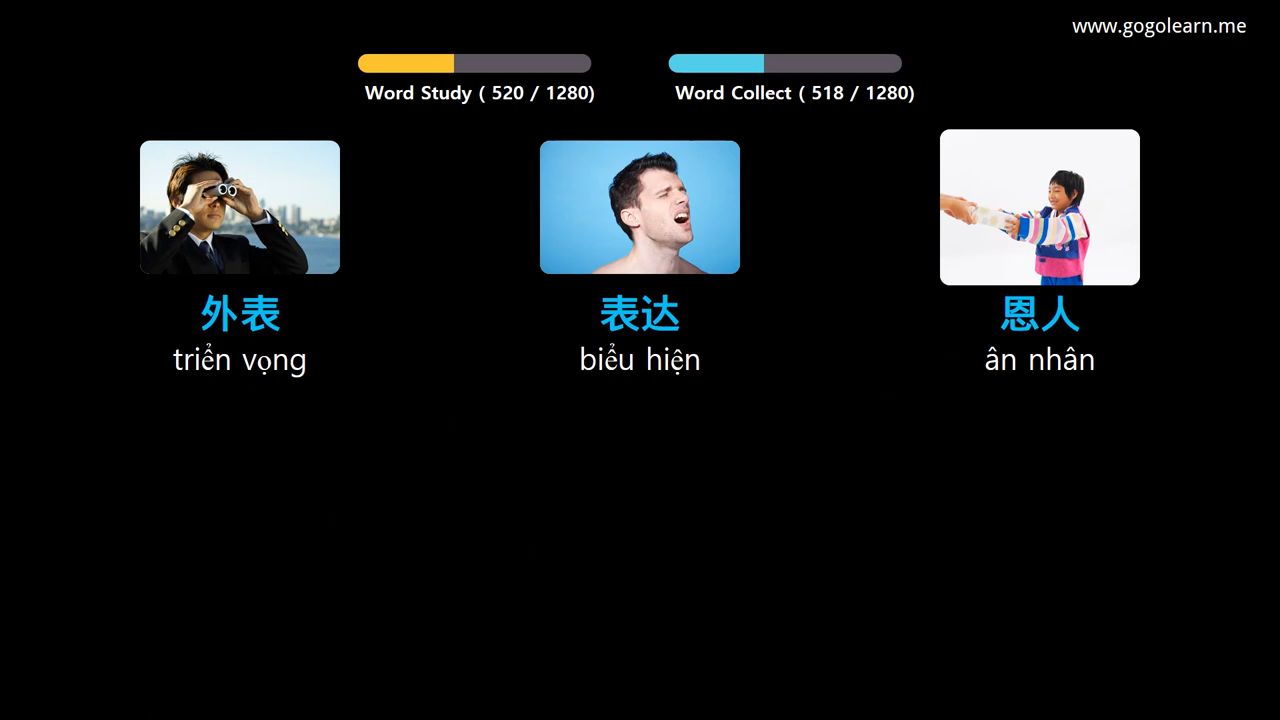 www.gogolearn.me
Word Study ( 520 / 1280)
Word Collect ( 518 / 1280)
外表
表达
恩人
triển vọng
biểu hiện
ân nhân